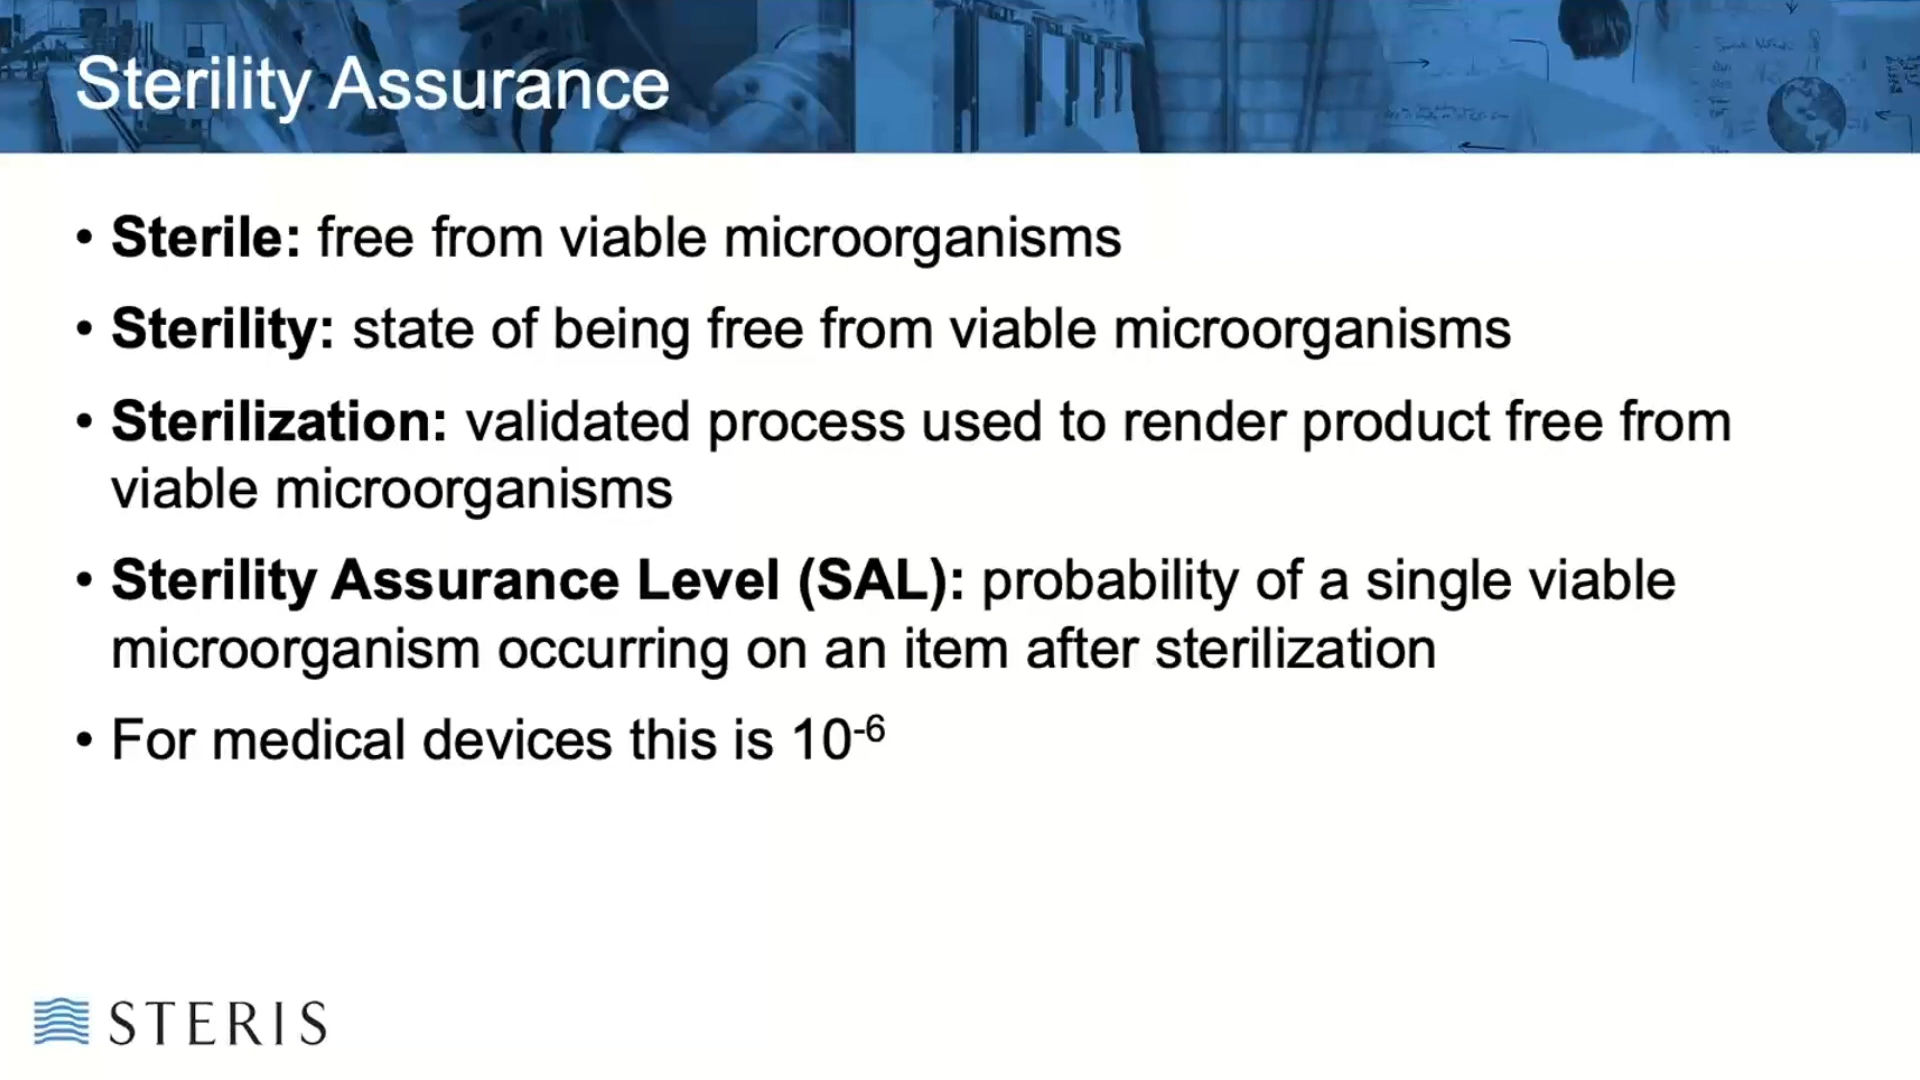 Sterility Assurance
• Sterile: free from viable microorganisms
• Sterility: state of being free from viable microorganisms
• Sterilization: validated process used to render product free from
viable microorganisms
• Sterility Assurance Level (SAL): probability of a single viable
microorganism occurring on an item after sterilization
• For medical devices this is 10⁻⁶
STERIS